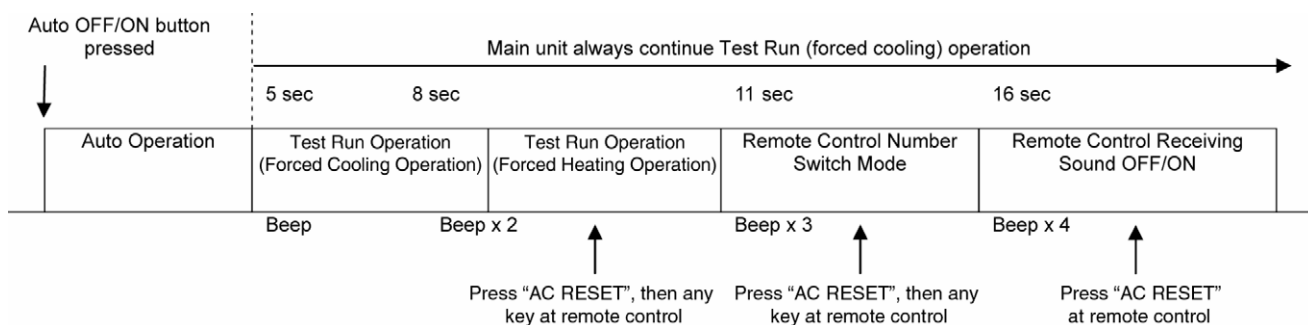 Auto OFF/ON button
pressed
Main unit always continue Test Run (forced cooling) operation
5 sec
8 sec
11 sec
16 sec
Auto Operation
Test Run Operation
(Forced Cooling Operation)
Test Run Operation
(Forced Heating Operation)
Remote Control Number
Switch Mode
Remote Control Receiving
Sound OFF/ON
Beep
Beep x 2
Beep x 3
Beep x 4
Press “AC RESET”, then any
key at remote control
Press “AC RESET”, then any
key at remote control
Press “AC RESET”
at remote control